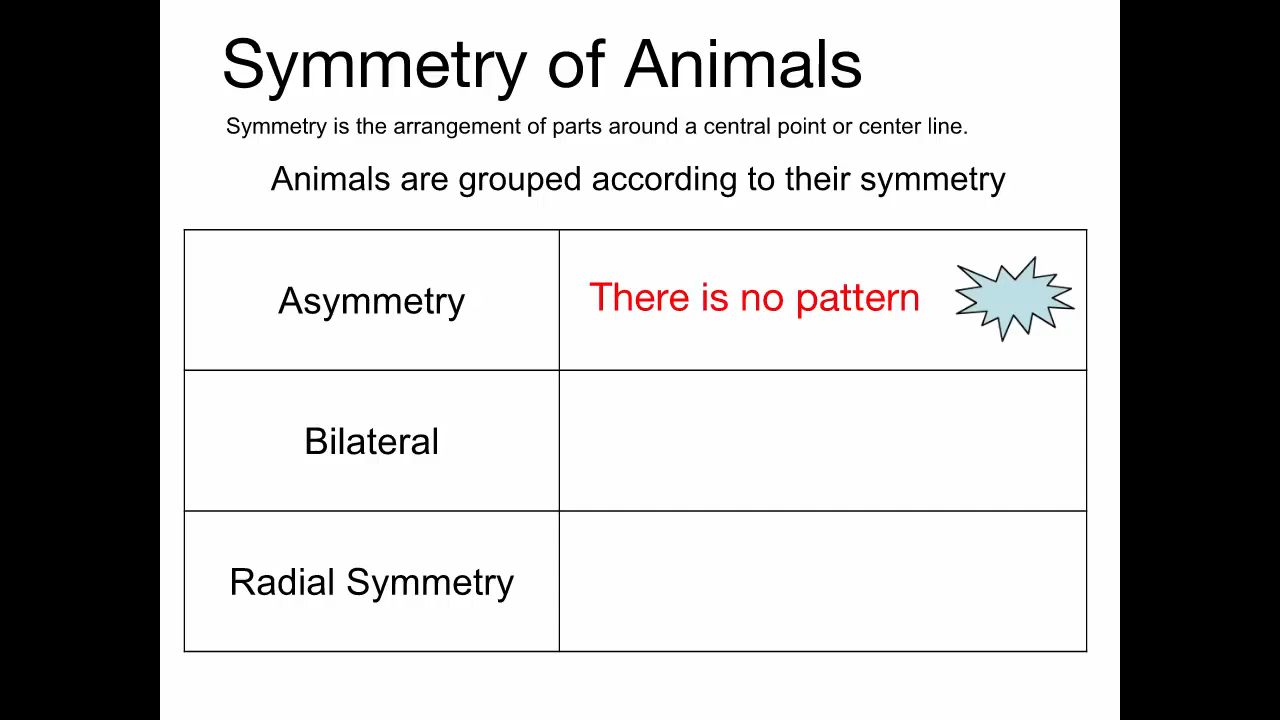 Symmetry of Animals
Symmetry is the arrangement of parts around a central point or center line.
Animals are grouped according to their symmetry
Asymmetry
There is no pattern
Bilateral
Radial Symmetry